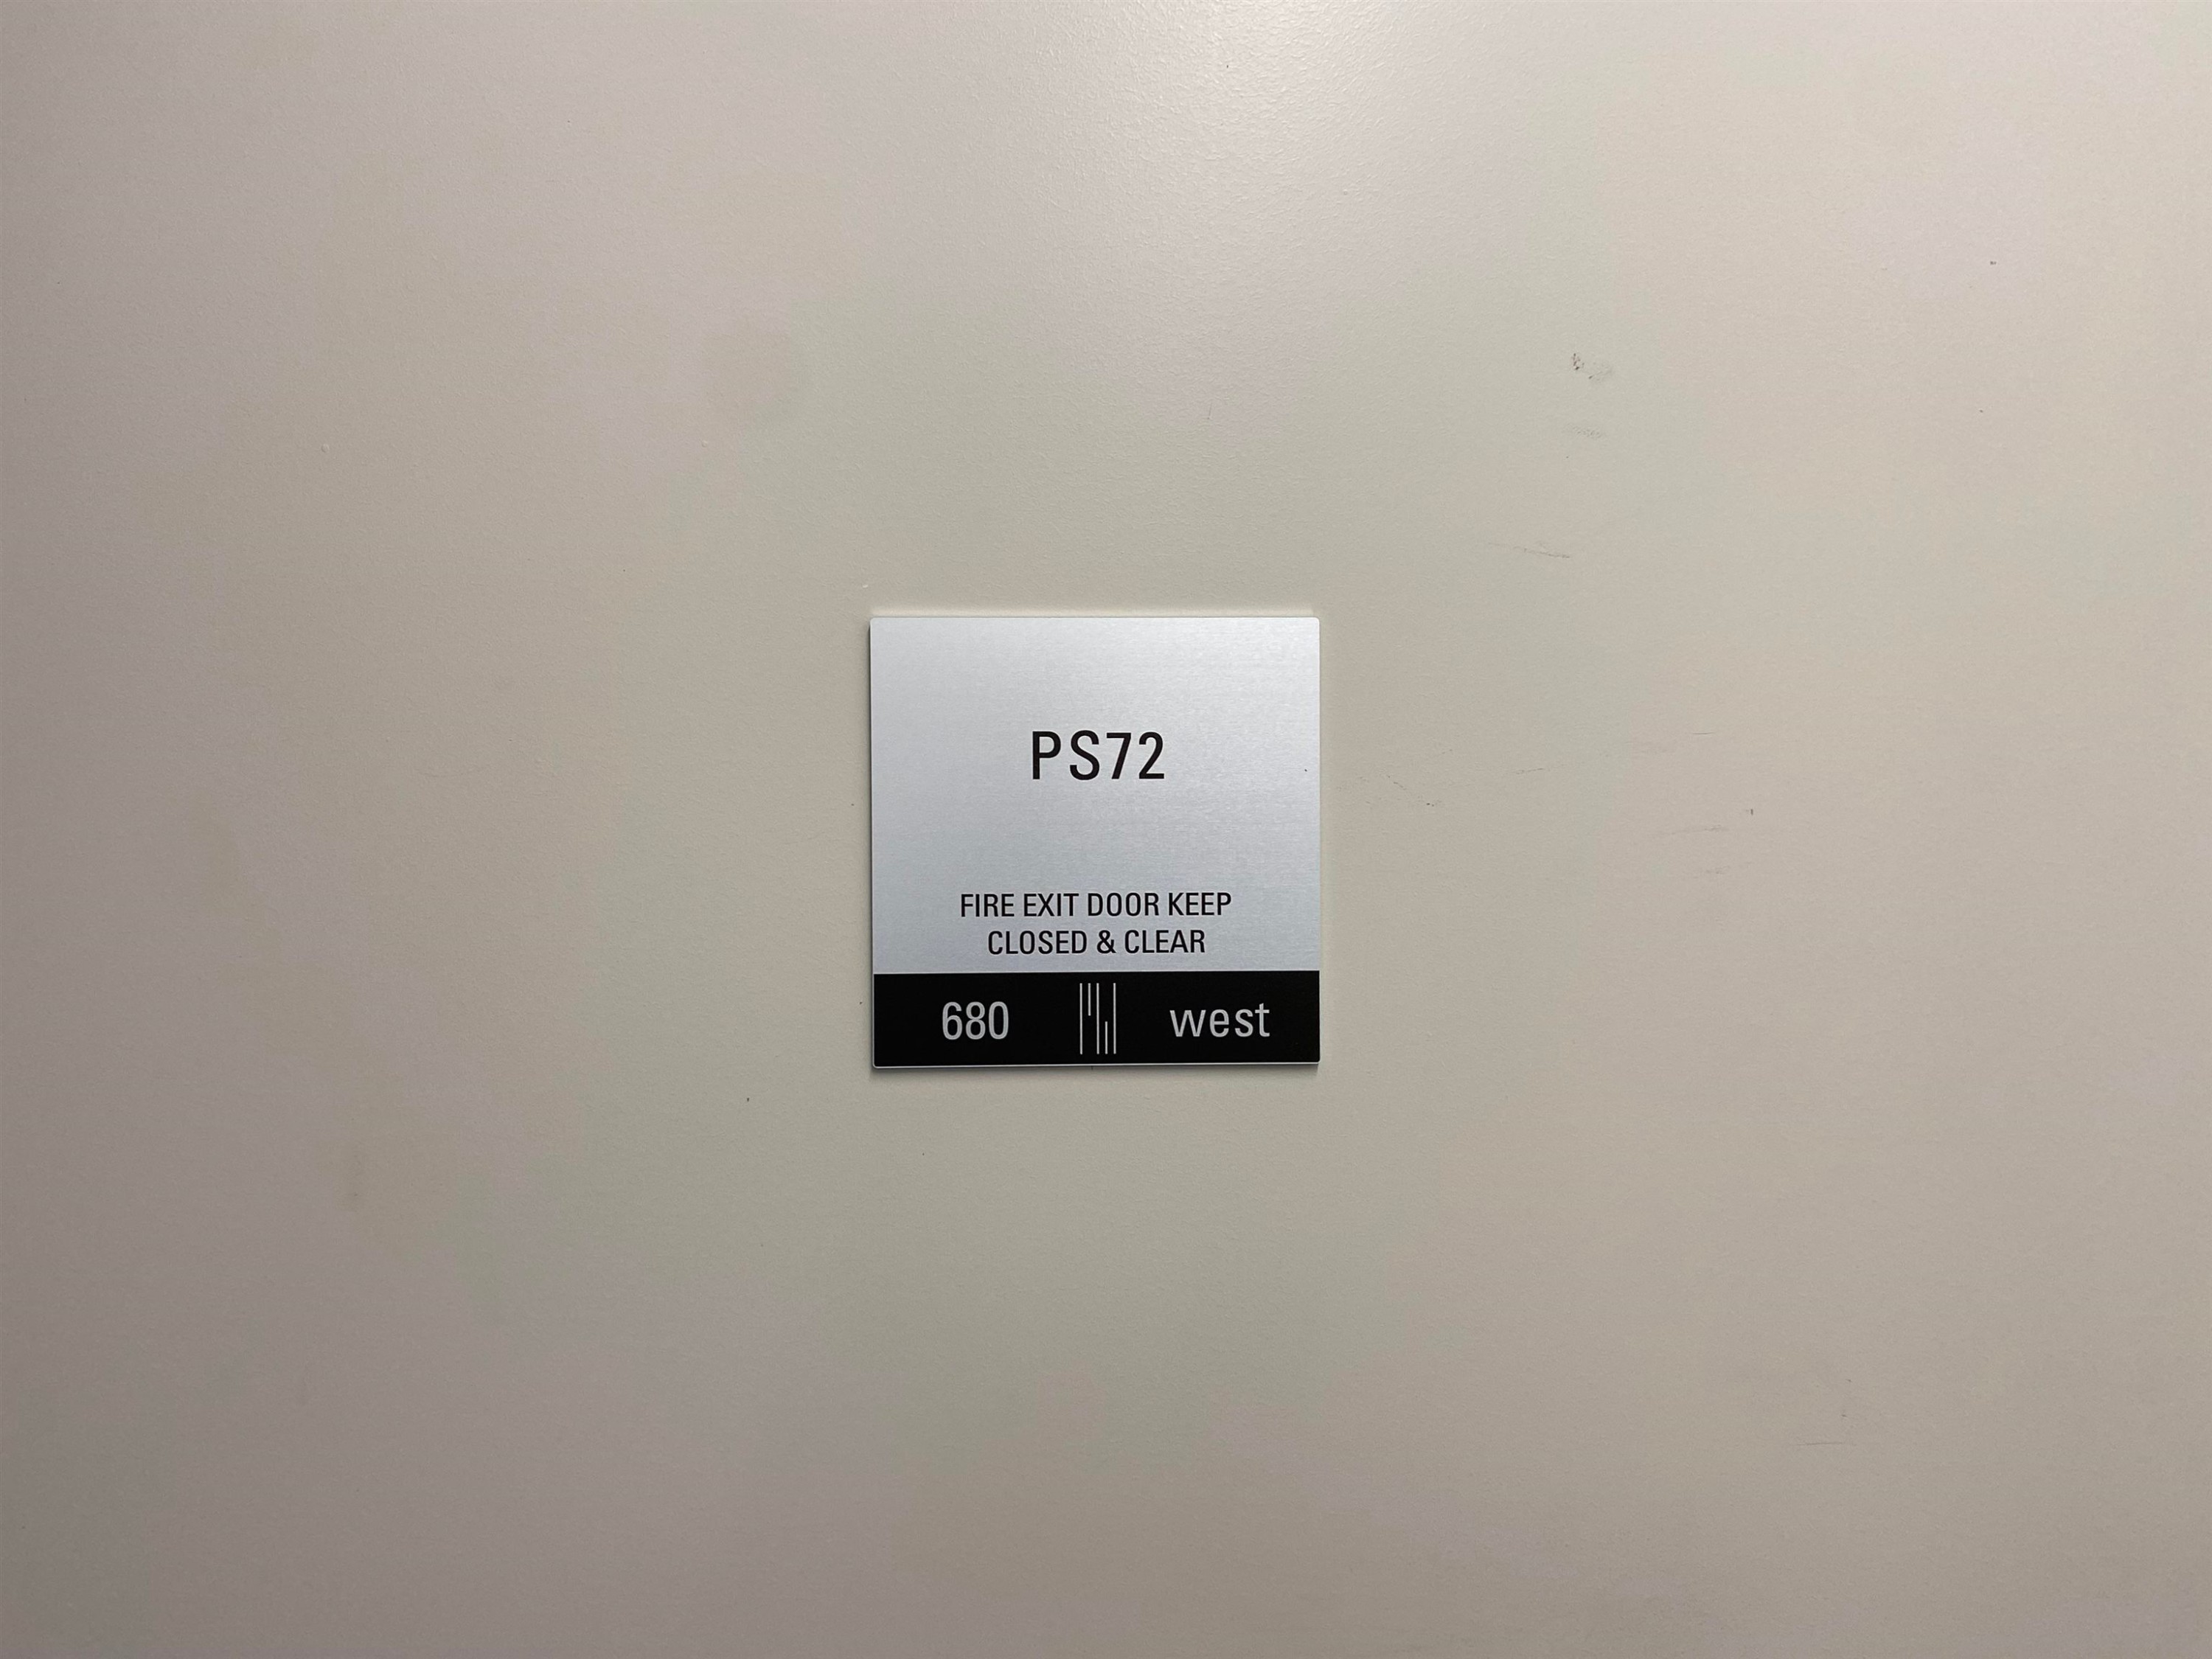 PS72
FIRE EXIT DOOR KEEP
CLOSED & CLEAR
680 west